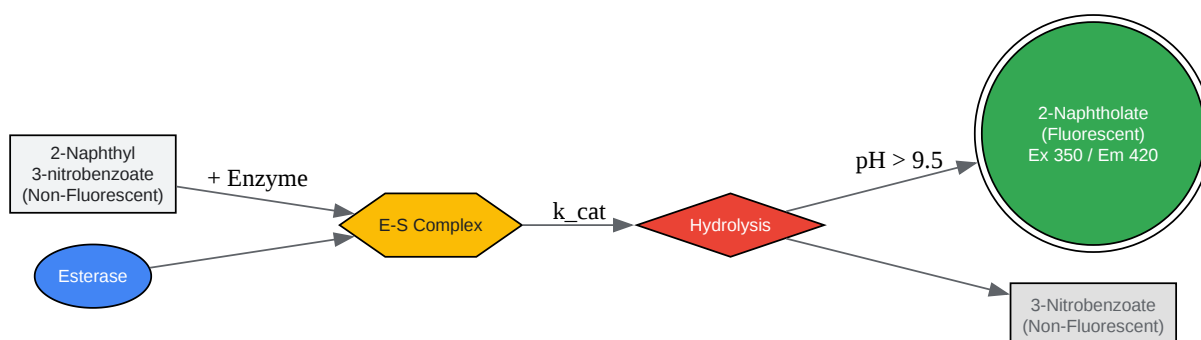 2-Naphthyl
3-nitrobenzoate
(Non-Fluorescent)
Esterase
+ Enzyme
E-S Complex
k_cat
Hydrolysis
pH > 9.5
2-Naphtholate
(Fluorescent)
Ex 350 / Em 420
3-Nitrobenzoate
(Non-Fluorescent)